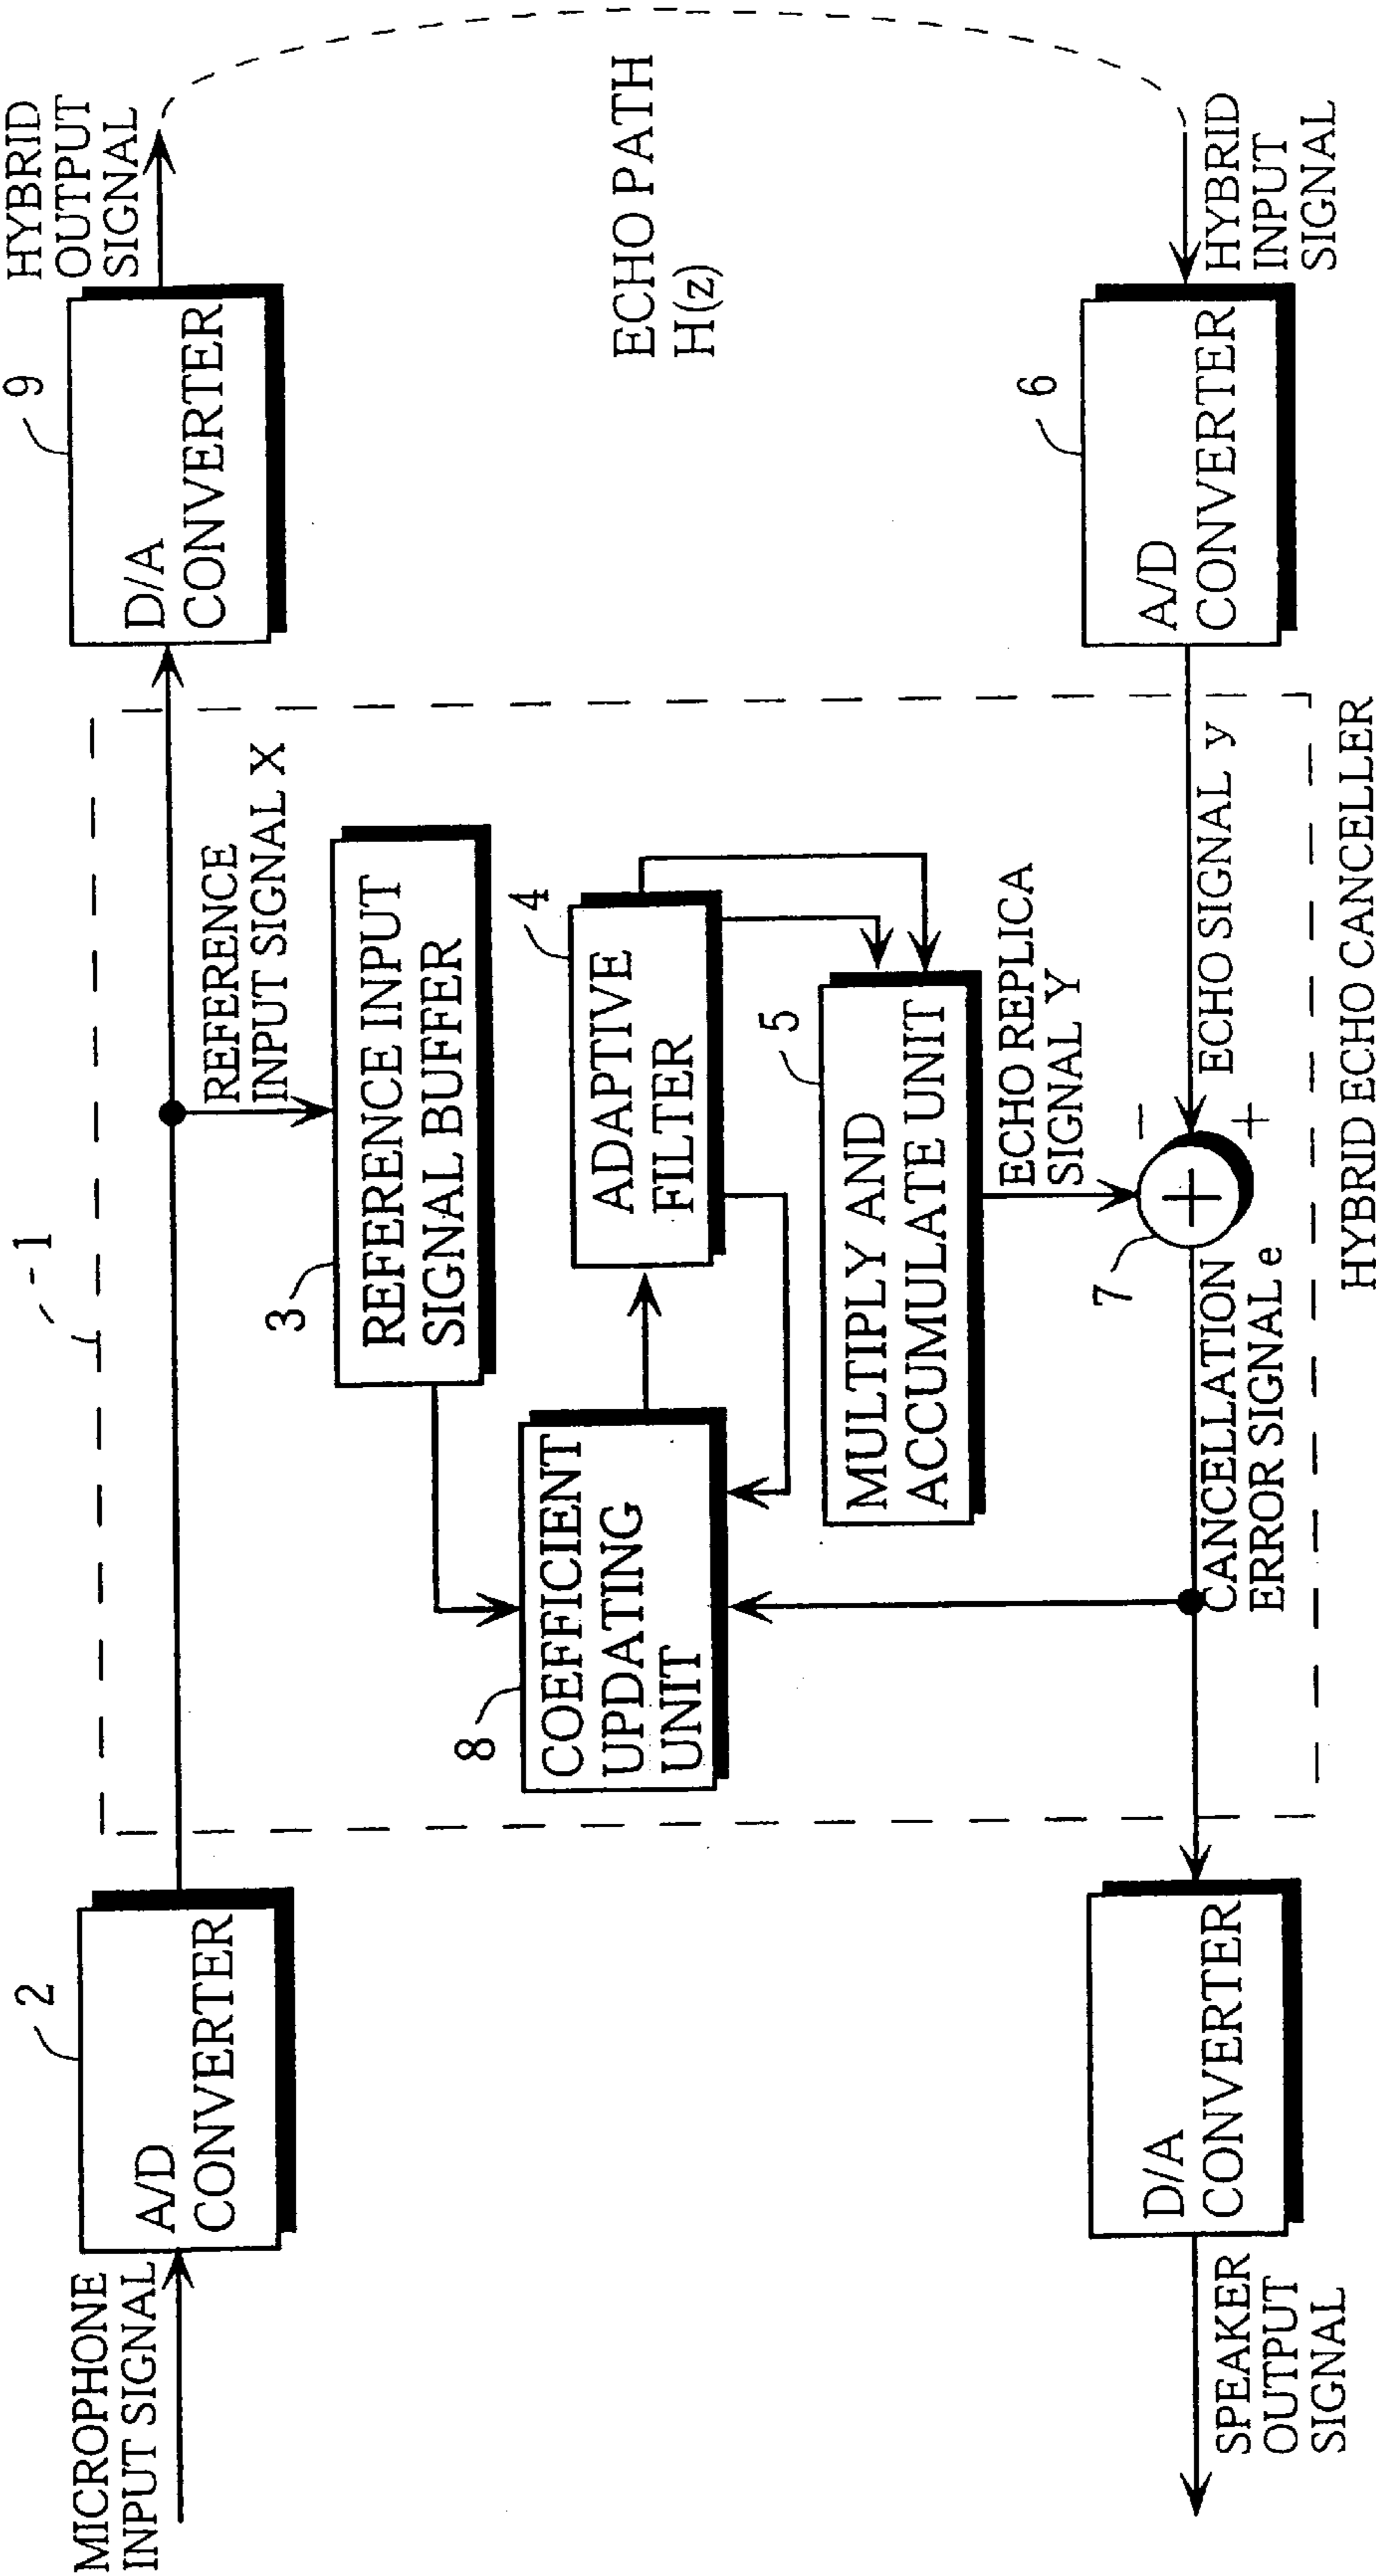 MICROPHONE
INPUT SIGNAL
2
A/D
CONVERTER
1
REFERENCE
INPUT SIGNAL X
9
D/A
CONVERTER
HYBRID
OUTPUT
SIGNAL
3
REFERENCE INPUT
SIGNAL BUFFER
8
COEFFICIENT
UPDATING
UNIT
4
ADAPTIVE
FILTER
5
MULTIPLY AND
ACCUMULATE UNIT
ECHO REPLICA
SIGNAL Y
ECHO PATH
H(z)
SPEAKER
OUTPUT
SIGNAL
D/A
CONVERTER
CANCELLATION
ERROR SIGNAL e
7
+
−
+
ECHO SIGNAL y
6
A/D
CONVERTER
HYBRID
INPUT
SIGNAL
HYBRID ECHO CANCELLER